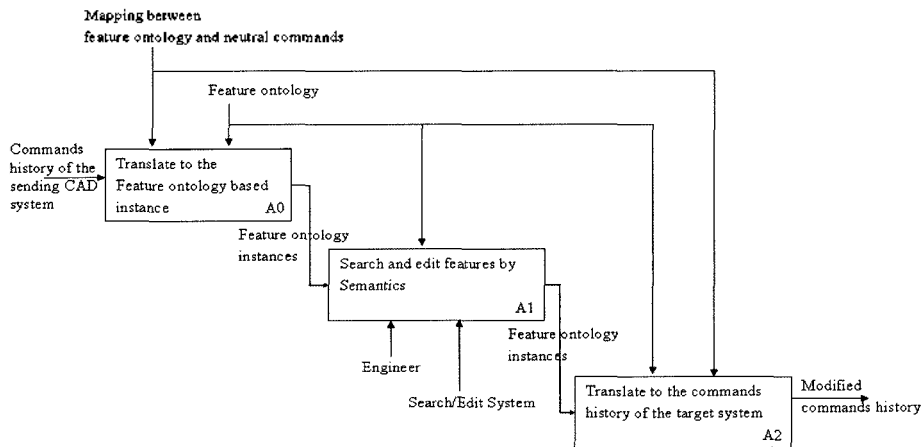 Mapping between
feature ontology and neutral commands
Feature ontology
Commands
history of the
sending CAD
system
Translate to the
Feature ontology based
instance
A0
Feature ontology
instances
Search and edit features by
Semantics
A1
Feature ontology
instances
Engineer
Search/Edit System
Translate to the commands
history of the target system
A2
Modified
commands history